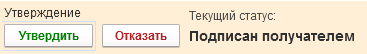 Утверждение
Утвердить Отказать
Текущий статус:
Подписан получателем